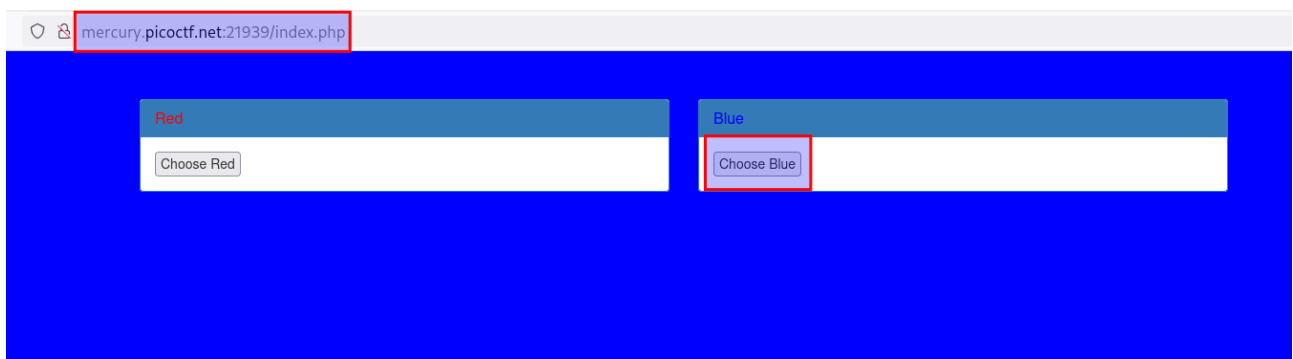 mercury.picoctf.net:21939/index.php
Red
Blue
Choose Red
Choose Blue